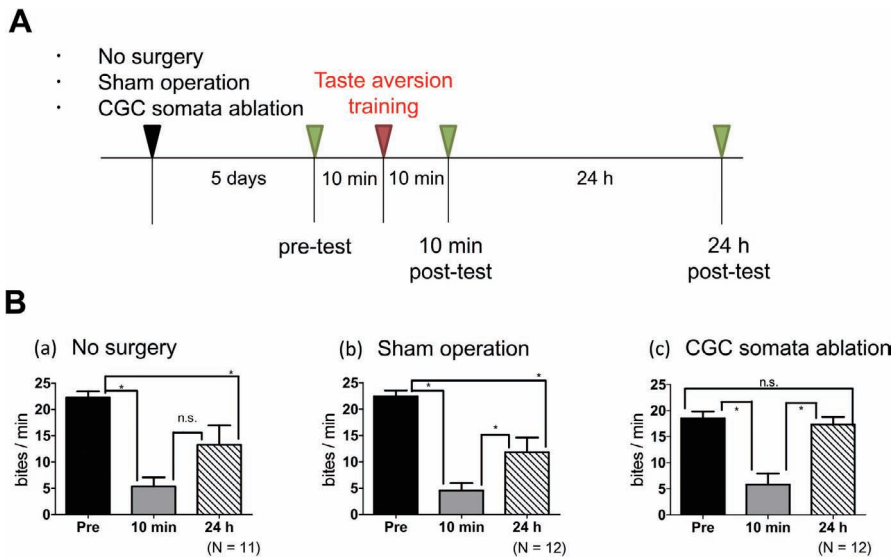 A
· No surgery
· Sham operation
· CGC somata ablation
Taste aversion
training
5 days
10 min
10 min
24 h
pre-test
10 min
post-test
24 h
post-test
B
(a) No surgery
bites / min
25
20
15
10
5
0
*
n.s.
*
Pre
10 min
24 h
(N = 11)
(b) Sham operation
bites / min
25
20
15
10
5
0
*
*
*
Pre
10 min
24 h
(N = 12)
(c) CGC somata ablation
bites / min
25
20
15
10
5
0
n.s.
*
*
Pre
10 min
24 h
(N = 12)